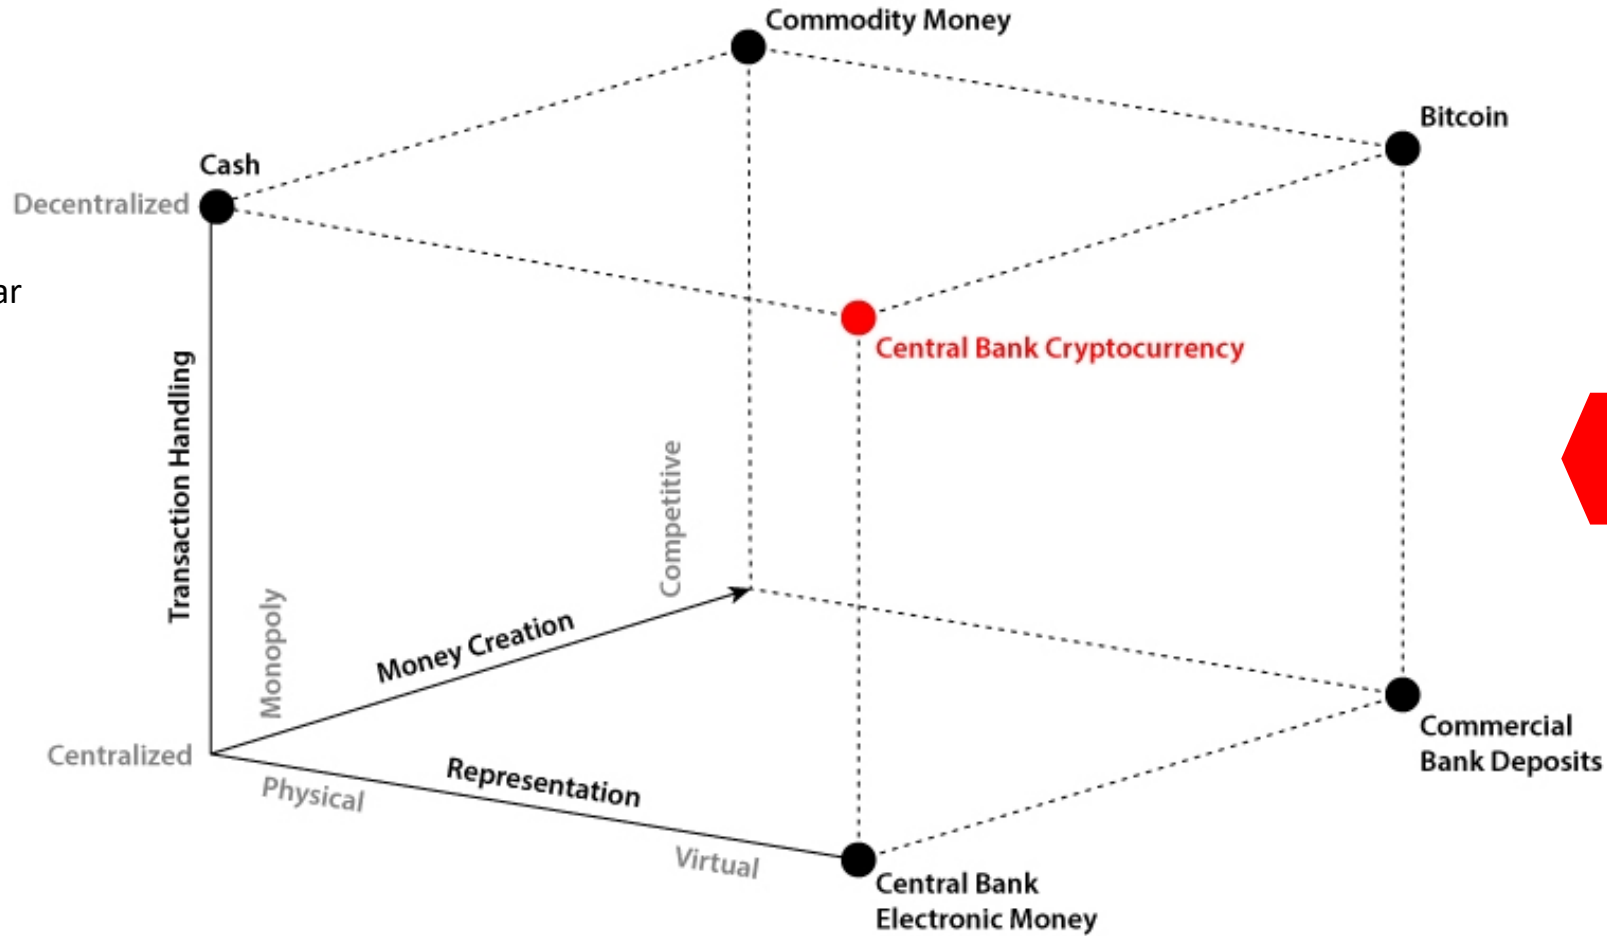 Commodity Money
Bitcoin
Cash
Decentralized
ar
Central Bank Cryptocurrency
Transaction Handling
Competitive
Monopoly
Money Creation
Centralized
Representation
Physical
Virtual
Commercial
Bank Deposits
Central Bank
Electronic Money